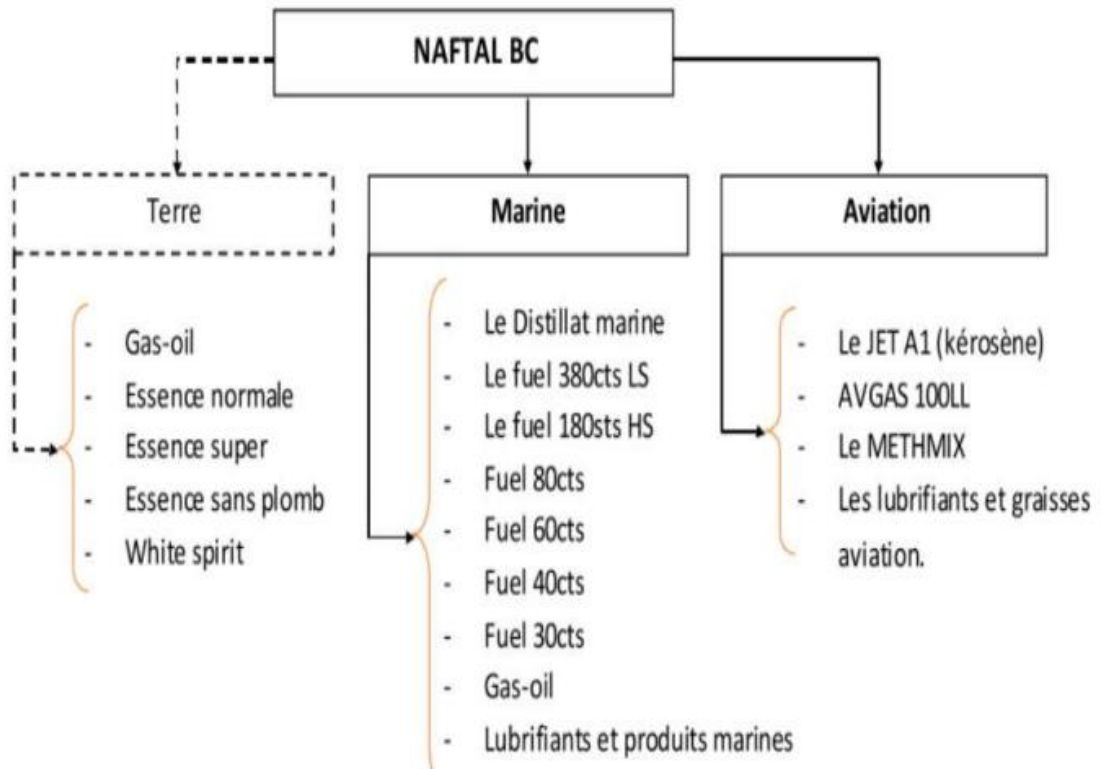 NAFTAL BC
Terre
- Gas-oil
- Essence normale
- Essence super
- Essence sans plomb
- White spirit
Marine
- Le Distillat marine
- Le fuel 380cts LS
- Le fuel 180sts HS
- Fuel 80cts
- Fuel 60cts
- Fuel 40cts
- Fuel 30cts
- Gas-oil
- Lubrifiants et produits marines
Aviation
- Le JET A1 (kérosène)
- AVGAS 100LL
- Le METHMIX
- Les lubrifiants et graisses
aviation.